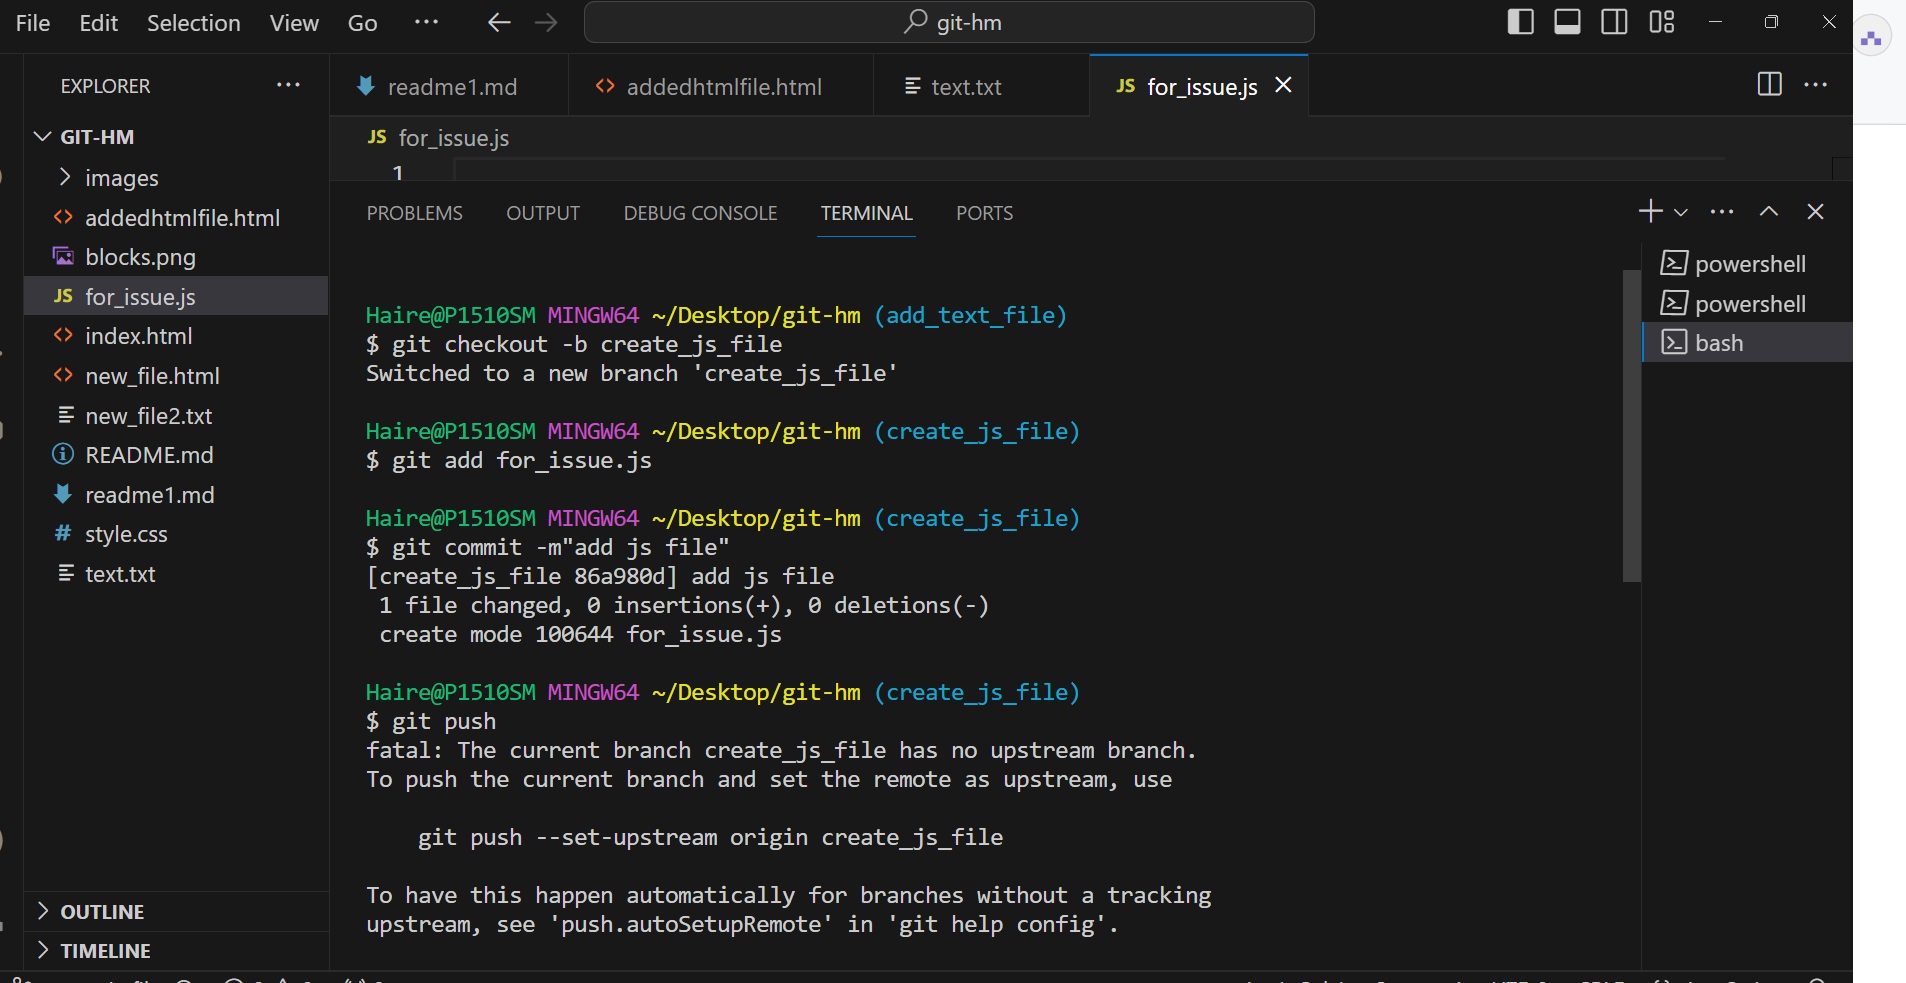 File Edit Selection View Go ··· git-hm
EXPLORER ···
GIT-HM
images
addedhtmlfile.html
blocks.png
JS for_issue.js
index.html
new_file.html
new_file2.txt
README.md
readme1.md
# style.css
text.txt
OUTLINE
TIMELINE
readme1.md addedhtmlfile.html text.txt JS for_issue.js
JS for_issue.js
1
PROBLEMS OUTPUT DEBUG CONSOLE TERMINAL PORTS
Haire@P1510SM MINGW64 ~/Desktop/git-hm (add_text_file)
$ git checkout -b create_js_file
Switched to a new branch 'create_js_file'
Haire@P1510SM MINGW64 ~/Desktop/git-hm (create_js_file)
$ git add for_issue.js
Haire@P1510SM MINGW64 ~/Desktop/git-hm (create_js_file)
$ git commit -m"add js file"
[create_js_file 86a980d] add js file
1 file changed, 0 insertions(+), 0 deletions(-)
create mode 100644 for_issue.js
Haire@P1510SM MINGW64 ~/Desktop/git-hm (create_js_file)
$ git push
fatal: The current branch create_js_file has no upstream branch.
To push the current branch and set the remote as upstream, use
git push --set-upstream origin create_js_file
To have this happen automatically for branches without a tracking
upstream, see 'push.autoSetupRemote' in 'git help config'.
powershell
powershell
bash